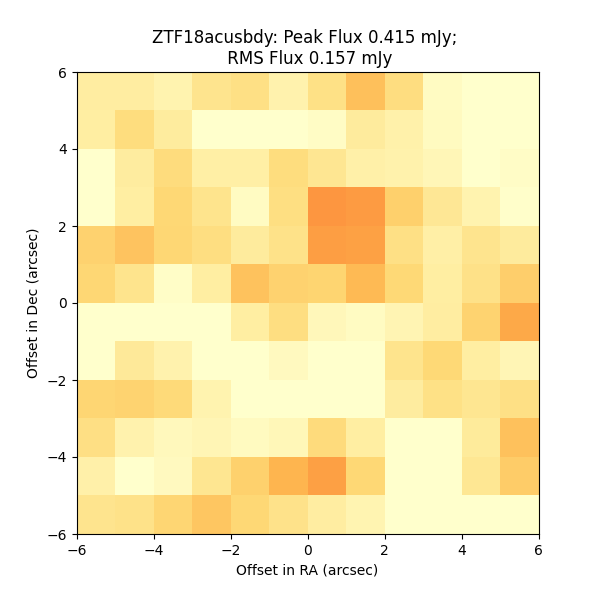 ZTF18acusbdy: Peak Flux 0.415 mJy;
RMS Flux 0.157 mJy
6
4
2
0
−2
−4
−6
Offset in Dec (arcsec)
−6 −4 −2 0 2 4 6
Offset in RA (arcsec)